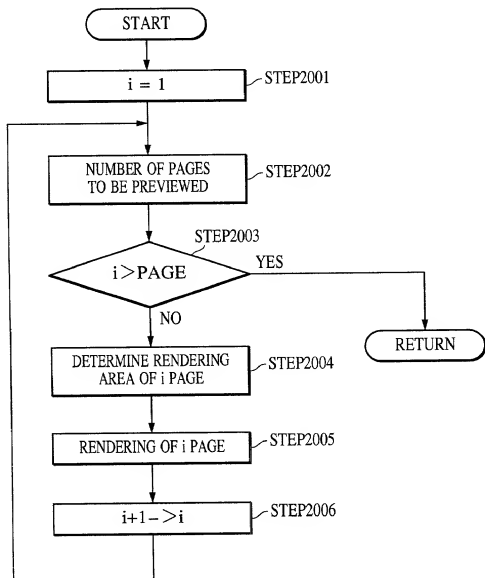 START
i = 1
STEP2001
NUMBER OF PAGES
TO BE PREVIEWED
STEP2002
STEP2003
i>PAGE
YES
NO
RETURN
DETERMINE RENDERING
AREA OF i PAGE
STEP2004
RENDERING OF i PAGE
STEP2005
i+1->i
STEP2006